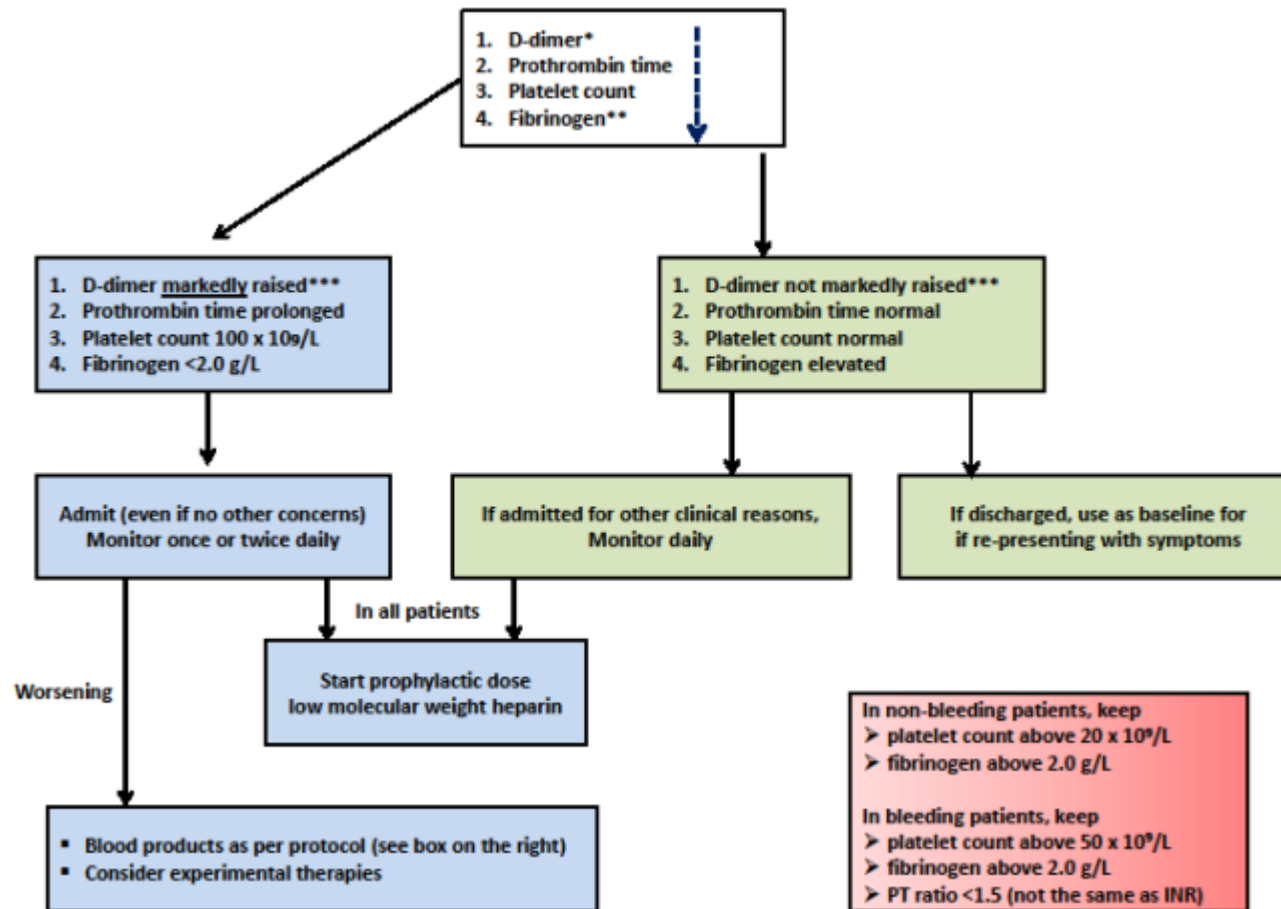 1. D-dimer*
2. Prothrombin time
3. Platelet count
4. Fibrinogen**
1. D-dimer markedly raised***
2. Prothrombin time prolonged
3. Platelet count 100 x 10₉/L
4. Fibrinogen <2.0 g/L
1. D-dimer not markedly raised***
2. Prothrombin time normal
3. Platelet count normal
4. Fibrinogen elevated
Admit (even if no other concerns)
Monitor once or twice daily
If admitted for other clinical reasons,
Monitor daily
If discharged, use as baseline for
if re-presenting with symptoms
In all patients
Worsening
Start prophylactic dose
low molecular weight heparin
▪ Blood products as per protocol (see box on the right)
▪ Consider experimental therapies
In non-bleeding patients, keep
➢ platelet count above 20 x 10⁹/L
➢ fibrinogen above 2.0 g/L
In bleeding patients, keep
➢ platelet count above 50 x 10⁹/L
➢ fibrinogen above 2.0 g/L
➢ PT ratio <1.5 (not the same as INR)